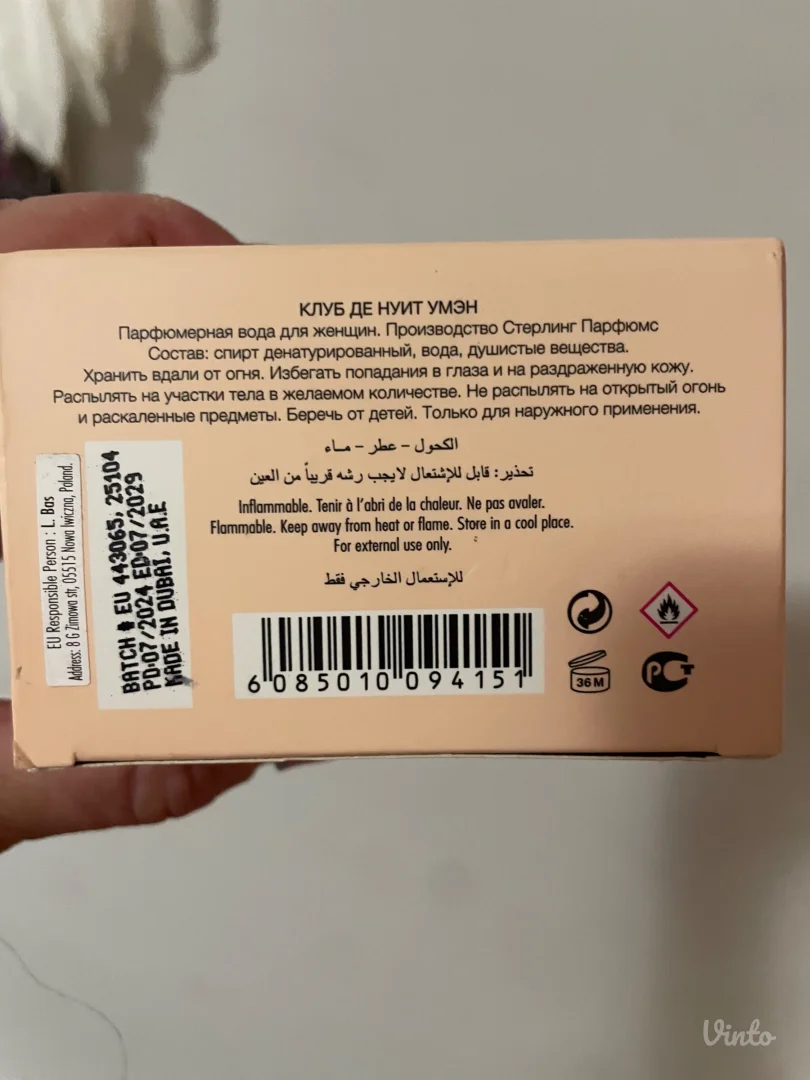 КЛУБ ДЕ НУИТ УМЭН
Парфюмерная вода для женщин. Производство Стерлинг Парфюмс
Состав: спирт денатурированный, вода, душистые вещества.
Хранить вдали от огня. Избегать попадания в глаза и на раздраженную кожу.
Распылять на участки тела в желаемом количестве. Не распылять на открытый огонь
и раскаленные предметы. Беречь от детей. Только для наружного применения.
الكحول - عطر - مـاء
تحذير: قابل للإشتعال لايجب رشه قريباً من العين
Inflammable. Tenir à l'abri de la chaleur. Ne pas avaler.
Flammable. Keep away from heat or flame. Store in a cool place.
For external use only.
للإستعمال الخارجي فقط
EU Responsible Person : L. Bas
Address: 8 G Zimowa str, 05515 Nowa Iwiczna, Poland.
BATCH # EU 443065, 25104
PD-07/2024 ED-07/2029
MADE IN DUBAI, U.A.E
6 085010 094151
36 M
РСТ
Vinto